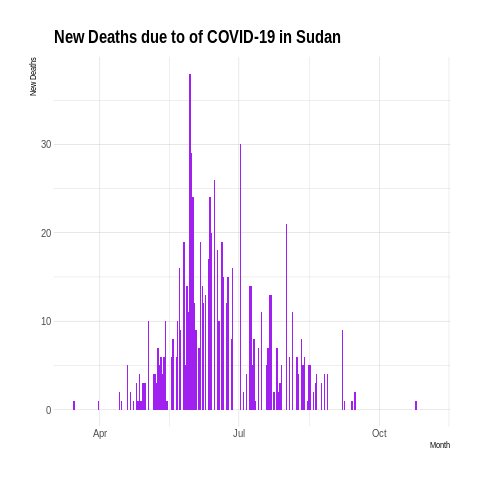 New Deaths due to of COVID-19 in Sudan
New Deaths
30
20
10
0
Apr
Jul
Oct
Month